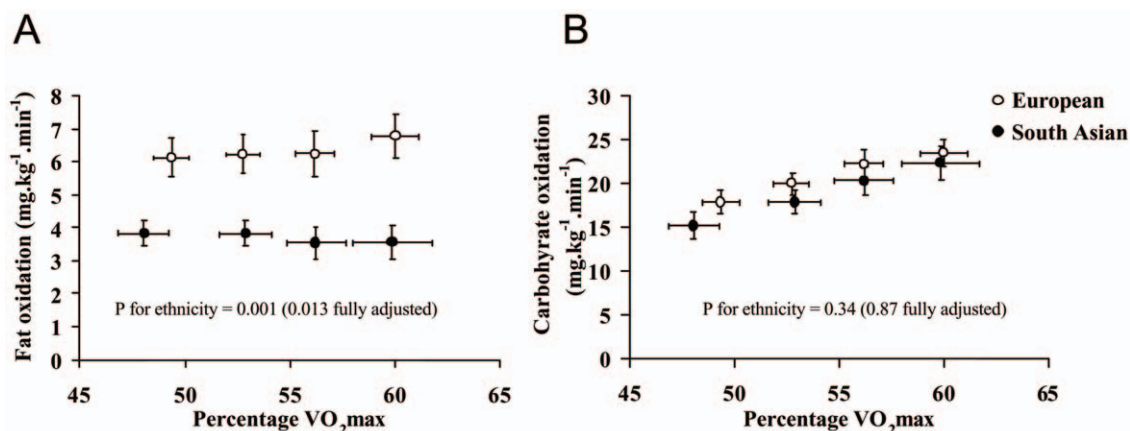 A
Fat oxidation (mg.kg⁻¹.min⁻¹)
8
7
6
5
4
3
2
1
0
P for ethnicity = 0.001 (0.013 fully adjusted)
45 50 55 60 65
Percentage VO₂max
B
Carbohyrate oxidation
(mg.kg⁻¹.min⁻¹)
30
25
20
15
10
5
0
European
South Asian
P for ethnicity = 0.34 (0.87 fully adjusted)
45 50 55 60 65
Percentage VO₂max